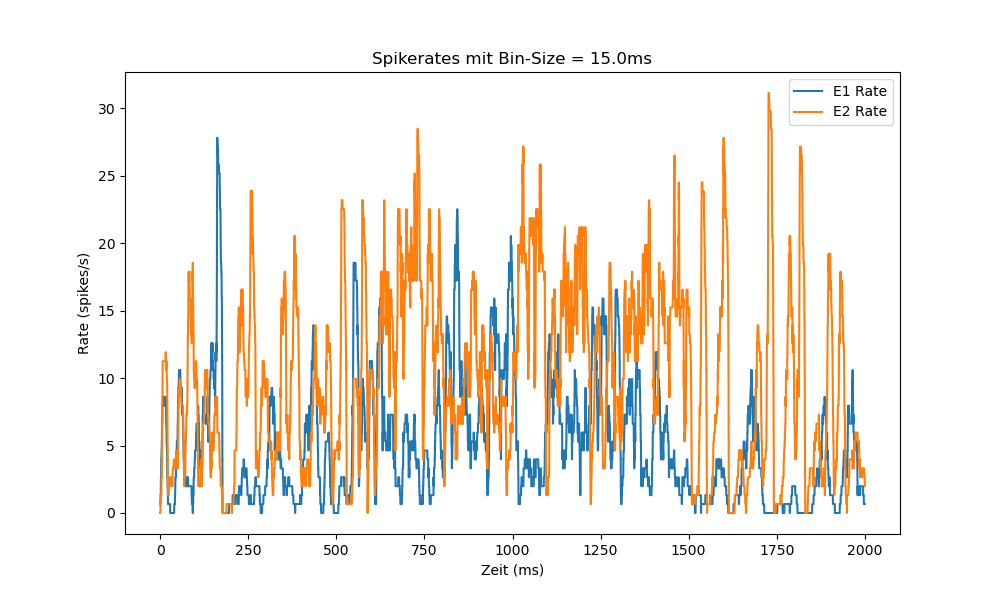 Spikerates mit Bin-Size = 15.0ms
E1 Rate
E2 Rate
30
25
20
15
10
5
0
Rate (spikes/s)
0 250 500 750 1000 1250 1500 1750 2000
Zeit (ms)